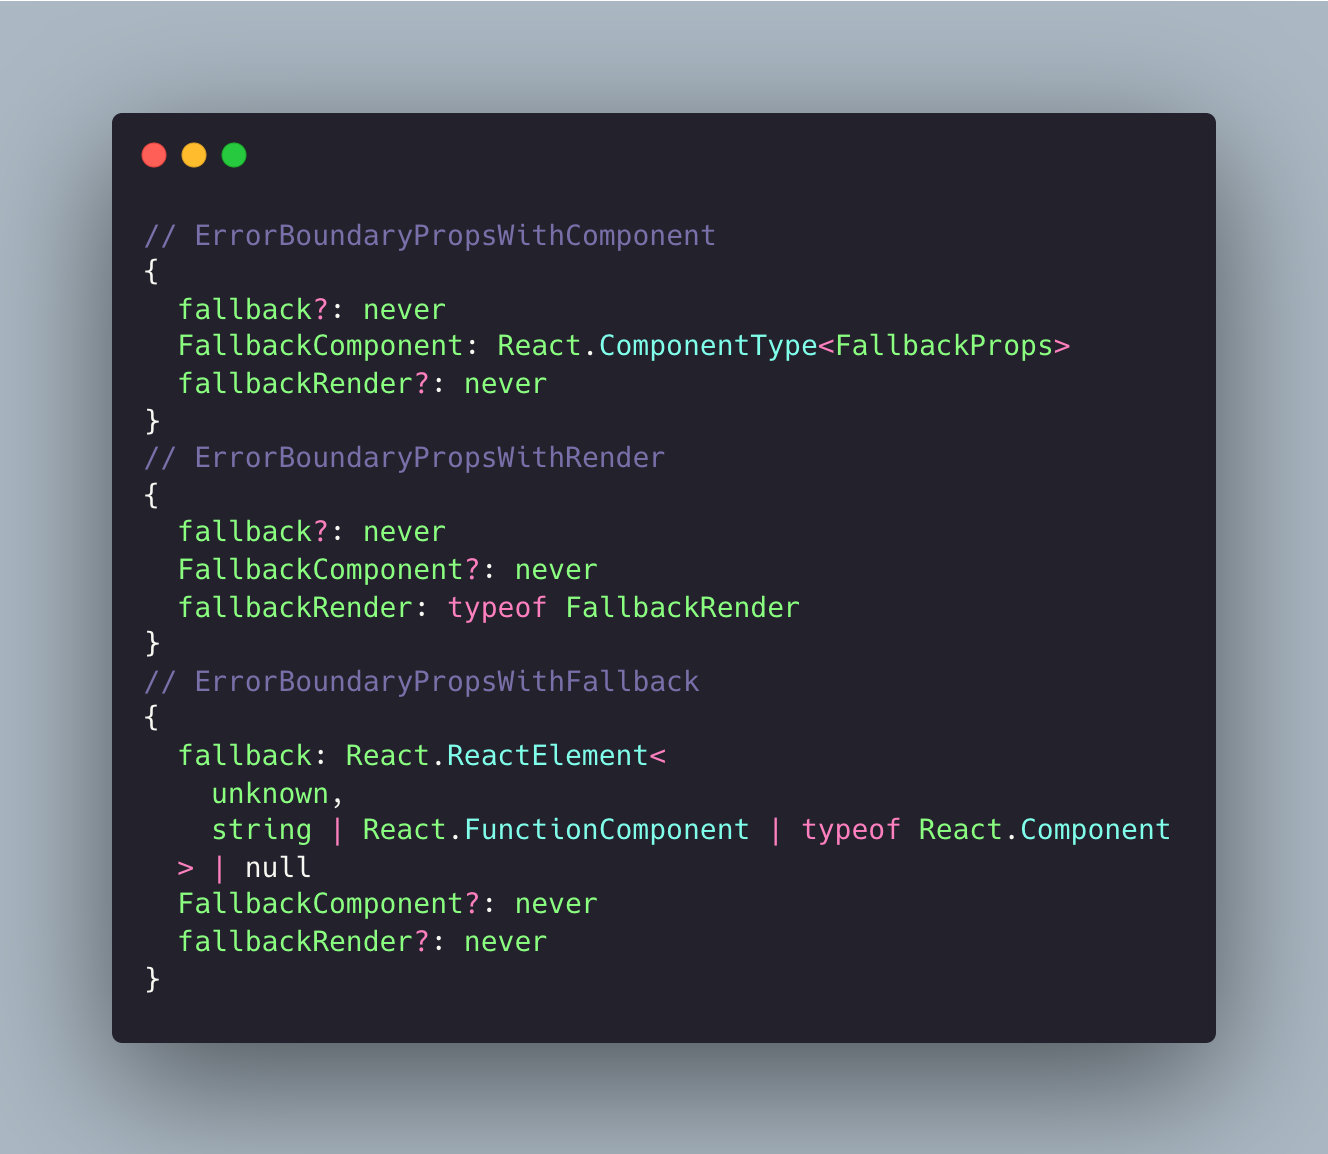 // ErrorBoundaryPropsWithComponent
{
  fallback?: never
  FallbackComponent: React.ComponentType<FallbackProps>
  fallbackRender?: never
}
// ErrorBoundaryPropsWithRender
{
  fallback?: never
  FallbackComponent?: never
  fallbackRender: typeof FallbackRender
}
// ErrorBoundaryPropsWithFallback
{
  fallback: React.ReactElement<
    unknown,
    string | React.FunctionComponent | typeof React.Component
  > | null
  FallbackComponent?: never
  fallbackRender?: never
}